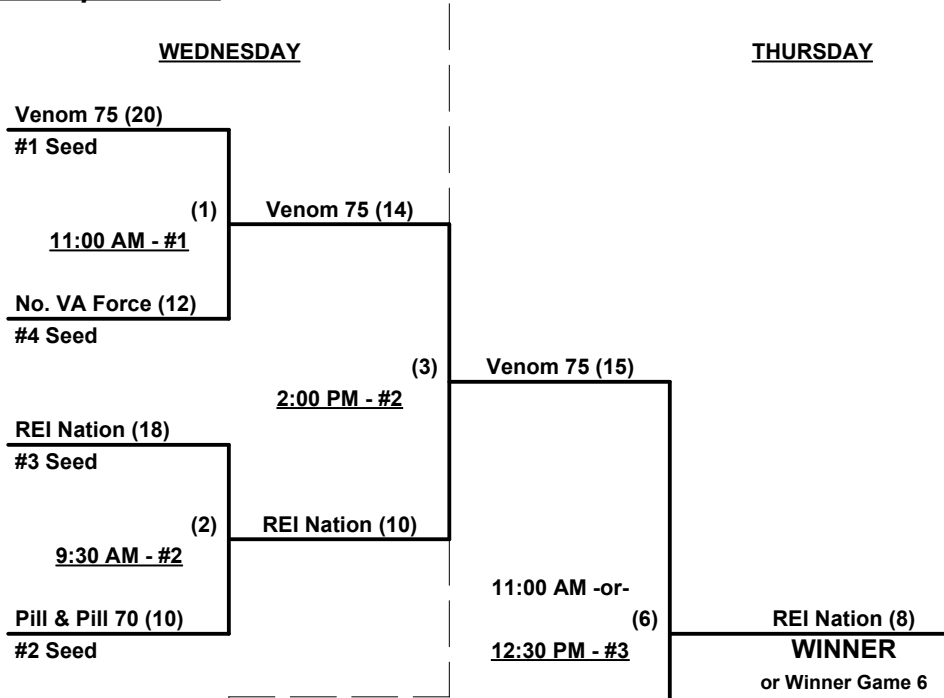 WEDNESDAY
THURSDAY
Venom 75 (20)
#1 Seed
(1)
Venom 75 (14)
11:00 AM - #1
No. VA Force (12)
#4 Seed
(3)
Venom 75 (15)
2:00 PM - #2
REI Nation (18)
#3 Seed
(2)
REI Nation (10)
9:30 AM - #2
11:00 AM -or-
Pill & Pill 70 (10)
(6)
REI Nation (8)
#2 Seed
12:30 PM - #3
WINNER
or Winner Game 6